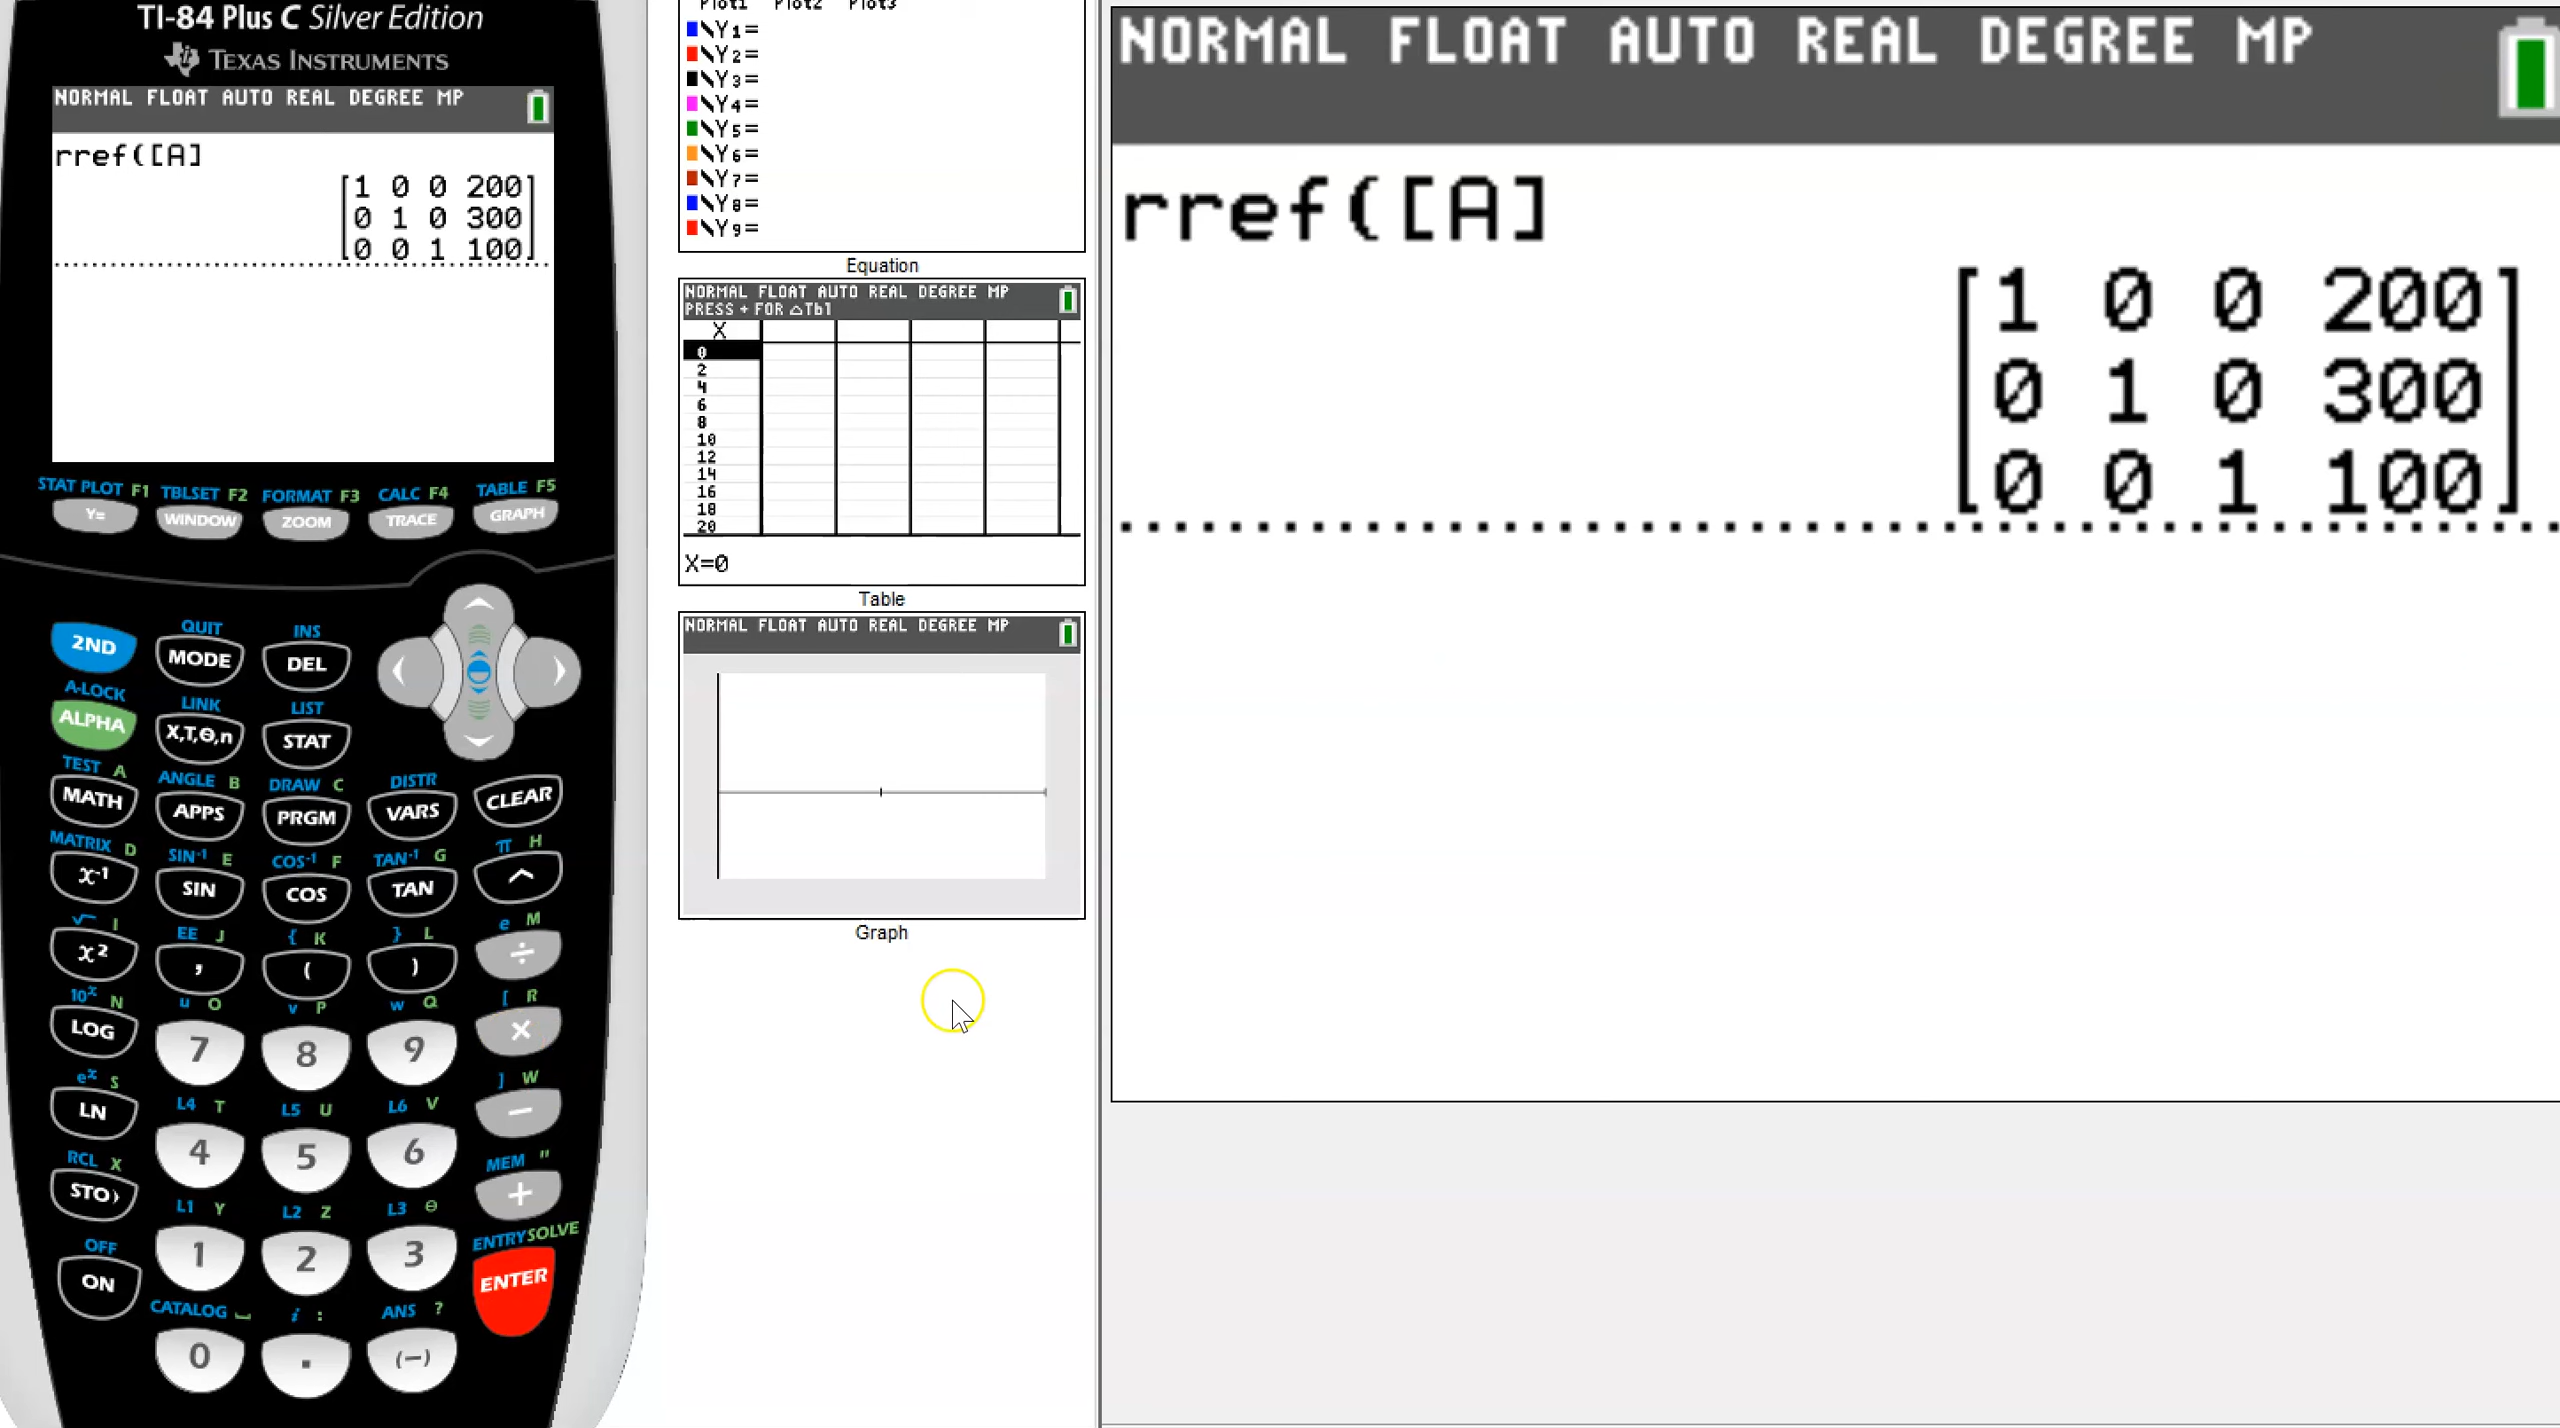 TI-84 Plus C Silver Edition
TEXAS INSTRUMENTS
NORMAL FLOAT AUTO REAL DEGREE MP
rref([A]
[1 0 0 200]
[0 1 0 300]
[0 0 1 100]
STAT PLOT F1 TBLSET F2 FORMAT F3 CALC F4 TABLE F5
Y= WINDOW ZOOM TRACE GRAPH
QUIT INS
2ND MODE DEL
A-LOCK LINK LIST
ALPHA X,T,Θ,n STAT
TEST A ANGLE B DRAW C DISTR
MATH APPS PRGM VARS CLEAR
MATRIX D SIN⁻¹ E COS⁻¹ F TAN⁻¹ G π H
x⁻¹ SIN COS TAN ^
√ I EE J { K } L e M
x² , ( ) ÷
10ˣ N u O v P w Q [ R
LOG 7 8 9 ×
eˣ S L4 T L5 U L6 V ] W
LN 4 5 6 −
RCL X L1 Y L2 Z L3 θ MEM "
STO› 1 2 3 +
OFF CATALOG ⎵ i : ANS ? ENTRY SOLVE
ON 0 . (−) ENTER
Plot1 Plot2 Plot3
\Y1=
\Y2=
\Y3=
\Y4=
\Y5=
\Y6=
\Y7=
\Y8=
\Y9=
Equation
NORMAL FLOAT AUTO REAL DEGREE MP
PRESS + FOR △Tbl
X
0
2
4
6
8
10
12
14
16
18
20
X=0
Table
NORMAL FLOAT AUTO REAL DEGREE MP
Graph
NORMAL FLOAT AUTO REAL DEGREE MP
rref([A]
[1 0 0 200]
[0 1 0 300]
[0 0 1 100]